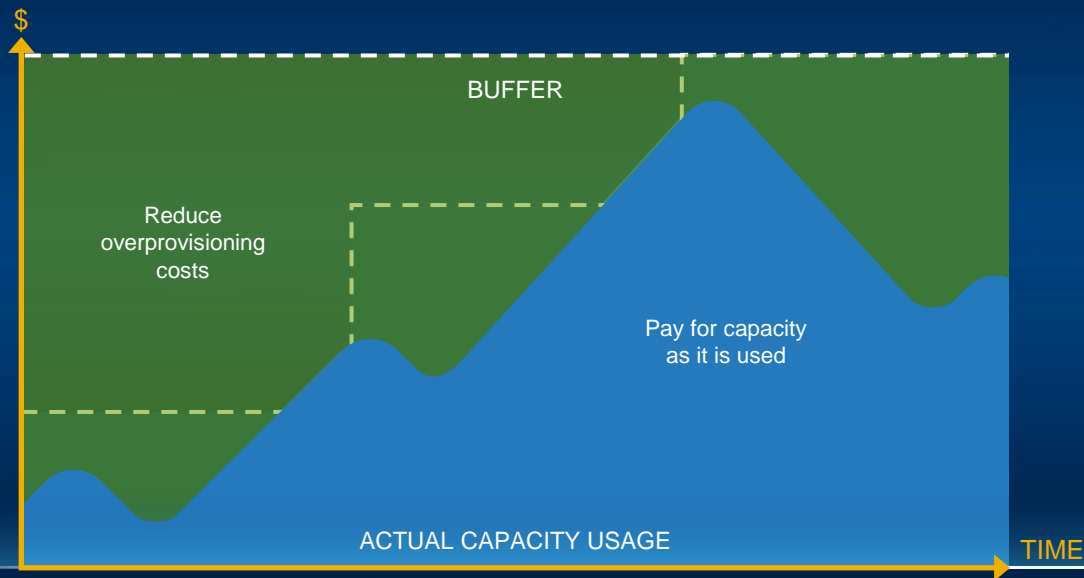 $
BUFFER
Reduce
overprovisioning
costs
Pay for capacity
as it is used
ACTUAL CAPACITY USAGE
TIME